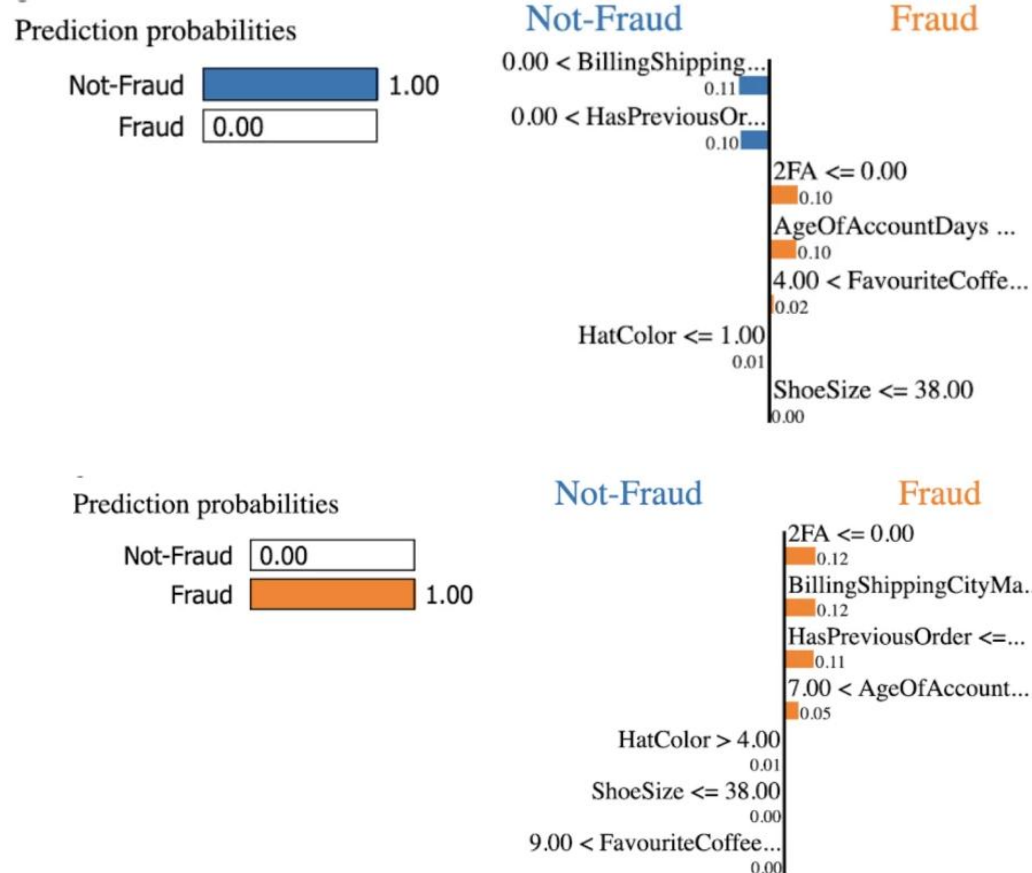 Prediction probabilities
Not-Fraud 1.00
Fraud 0.00
Not-Fraud Fraud
0.00 < BillingShipping...
0.11
0.00 < HasPreviousOr...
0.10
2FA <= 0.00
0.10
AgeOfAccountDays ...
0.10
4.00 < FavouriteCoffe...
0.02
HatColor <= 1.00
0.01
ShoeSize <= 38.00
0.00
Prediction probabilities
Not-Fraud 0.00
Fraud 1.00
Not-Fraud Fraud
2FA <= 0.00
0.12
BillingShippingCityMa..
0.12
HasPreviousOrder <=...
0.11
7.00 < AgeOfAccount...
0.05
HatColor > 4.00
0.01
ShoeSize <= 38.00
0.00
9.00 < FavouriteCoffee...
0.00